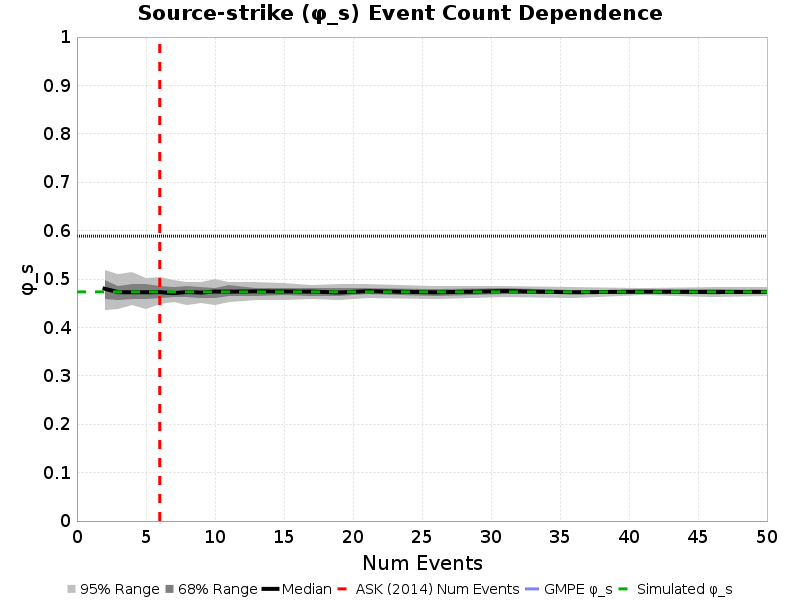 Source-strike (φ_s) Event Count Dependence
1
0.9
0.8
0.7
0.6
0.5
0.4
0.3
0.2
0.1
0
φ_s
0 5 10 15 20 25 30 35 40 45 50
Num Events
95% Range 68% Range Median ASK (2014) Num Events GMPE φ_s Simulated φ_s